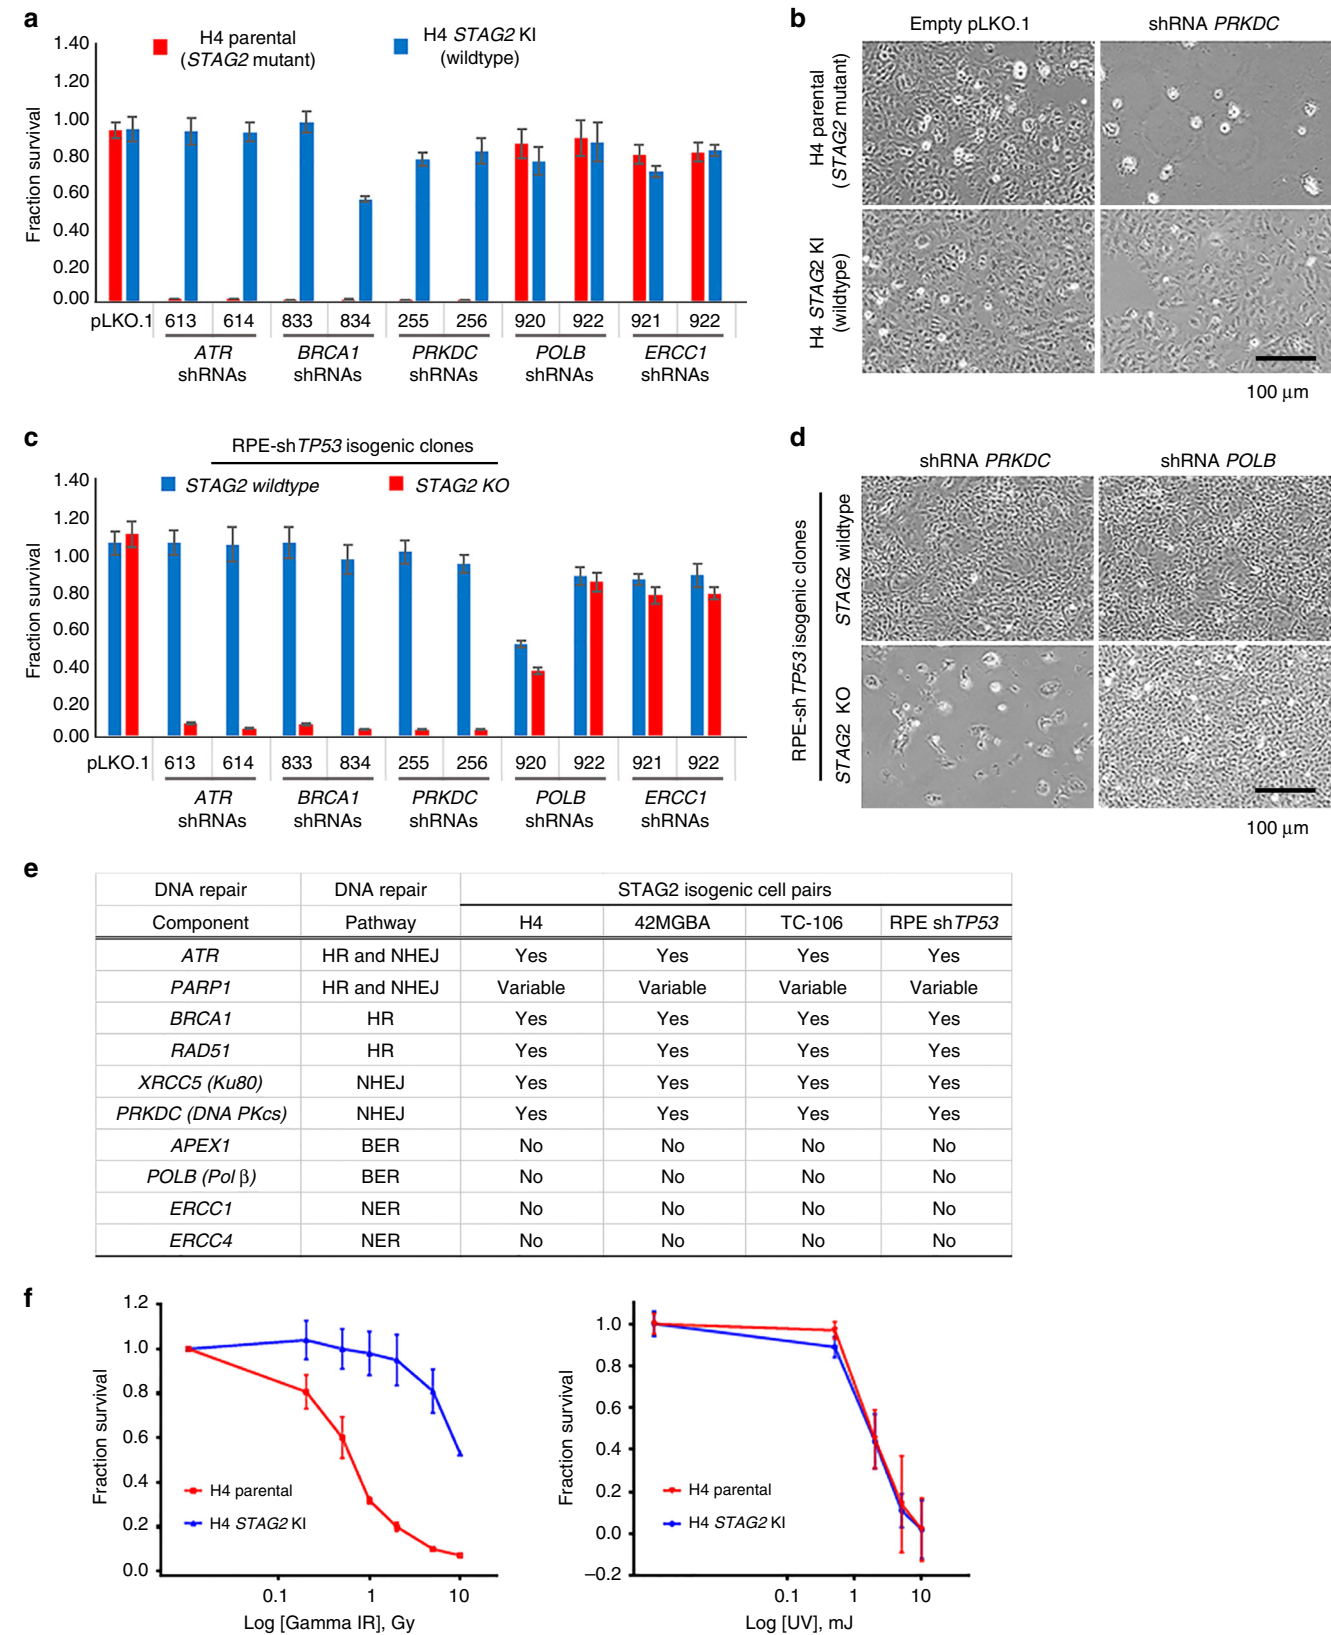 a
H4 parental
(STAG2 mutant)
H4 STAG2 KI
(wildtype)
Fraction survival
1.40
1.20
1.00
0.80
0.60
0.40
0.20
0.00
pLKO.1 613 614 833 834 255 256 920 922 921 922
ATR shRNAs
BRCA1 shRNAs
PRKDC shRNAs
POLB shRNAs
ERCC1 shRNAs
b
Empty pLKO.1 shRNA PRKDC
H4 parental
(STAG2 mutant)
H4 STAG2 KI
(wildtype)
100 μm
c
RPE-shTP53 isogenic clones
STAG2 wildtype STAG2 KO
Fraction survival
1.40
1.20
1.00
0.80
0.60
0.40
0.20
0.00
pLKO.1 613 614 833 834 255 256 920 922 921 922
ATR shRNAs
BRCA1 shRNAs
PRKDC shRNAs
POLB shRNAs
ERCC1 shRNAs
d
shRNA PRKDC shRNA POLB
RPE-shTP53 isogenic clones
STAG2 wildtype
STAG2 KO
100 μm
e
DNA repair DNA repair STAG2 isogenic cell pairs
Component Pathway H4 42MGBA TC-106 RPE shTP53
ATR HR and NHEJ Yes Yes Yes Yes
PARP1 HR and NHEJ Variable Variable Variable Variable
BRCA1 HR Yes Yes Yes Yes
RAD51 HR Yes Yes Yes Yes
XRCC5 (Ku80) NHEJ Yes Yes Yes Yes
PRKDC (DNA PKcs) NHEJ Yes Yes Yes Yes
APEX1 BER No No No No
POLB (Pol β) BER No No No No
ERCC1 NER No No No No
ERCC4 NER No No No No
f
Fraction survival
1.2
1.0
0.8
0.6
0.4
0.2
0.0
H4 parental
H4 STAG2 KI
0.1 1 10
Log [Gamma IR], Gy
Fraction survival
1.0
0.8
0.6
0.4
0.2
0.0
−0.2
H4 parental
H4 STAG2 KI
0.1 1 10
Log [UV], mJ